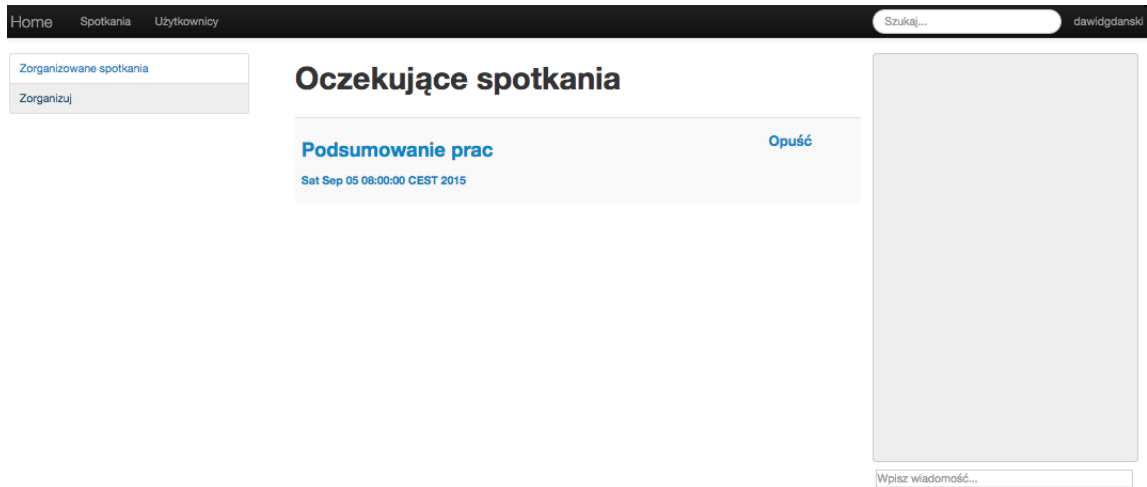 Home Spotkania Użytkownicy Szukaj... dawidgdanski
Zorganizowane spotkania
Zorganizuj
Oczekujące spotkania
Podsumowanie prac Opuść
Sat Sep 05 08:00:00 CEST 2015
Wpisz wiadomość...